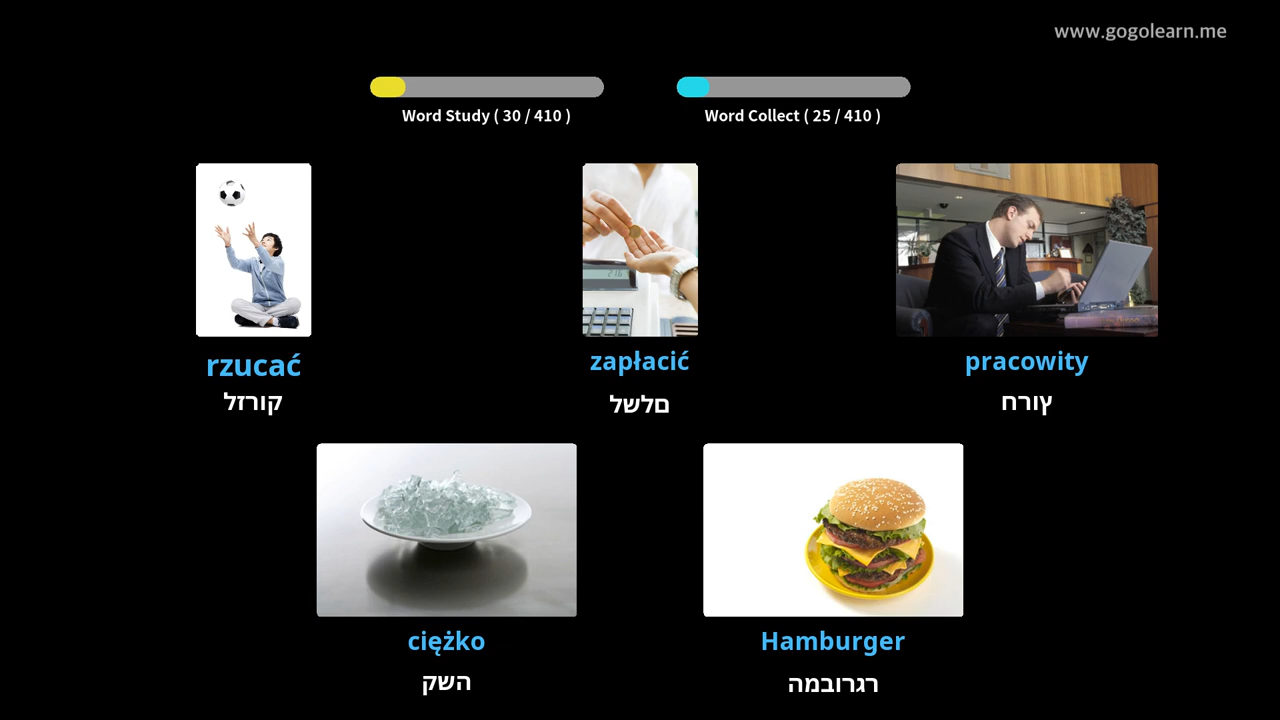 www.gogolearn.me
Word Study ( 30 / 410 )
Word Collect ( 25 / 410 )
rzucać
קורזל
zapłacić
םלשל
pracowity
ץורח
ciężko
השק
Hamburger
רגרובמה